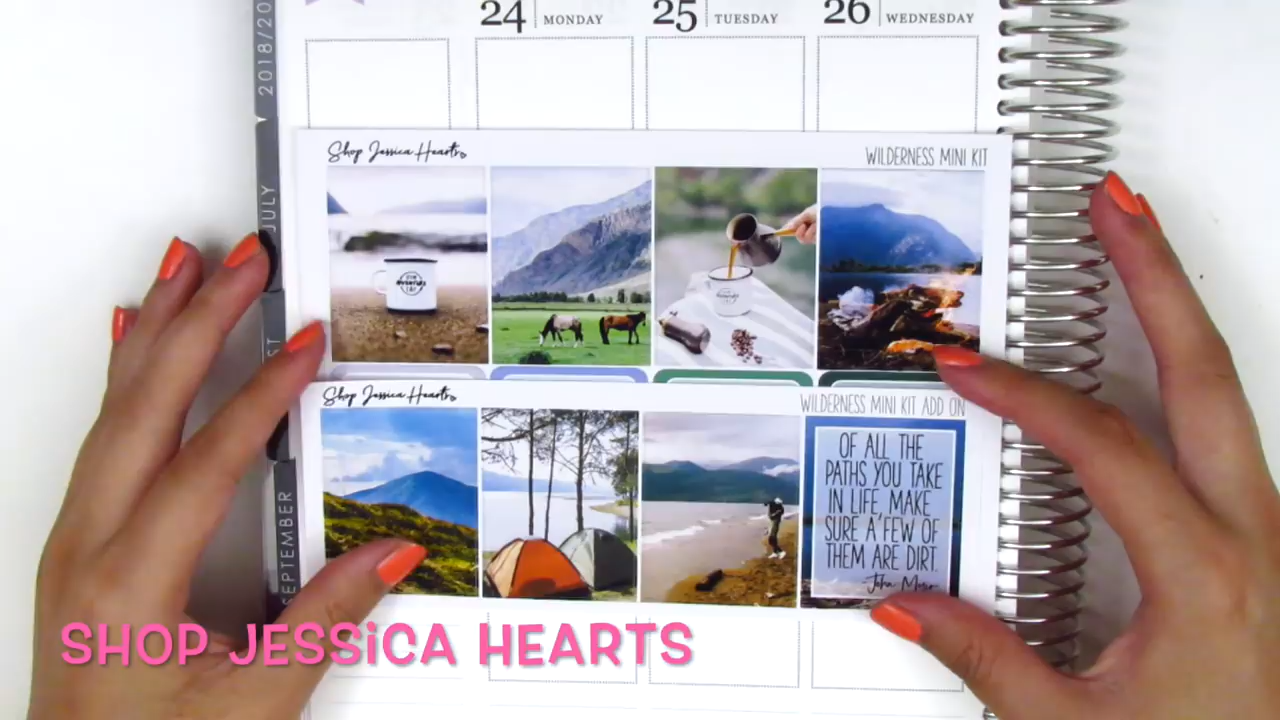 24 MONDAY
25 TUESDAY
26 WEDNESDAY
2018/20
JULY
ST
SEPTEMBER
Shop Jessica Hearts
WILDERNESS MINI KIT
Shop Jessica Hearts
WILDERNESS MINI KIT ADD ON
OF ALL THE
PATHS YOU TAKE
IN LIFE, MAKE
SURE A FEW OF
THEM ARE DIRT.
John Muir
SHOP JESSICA HEARTS